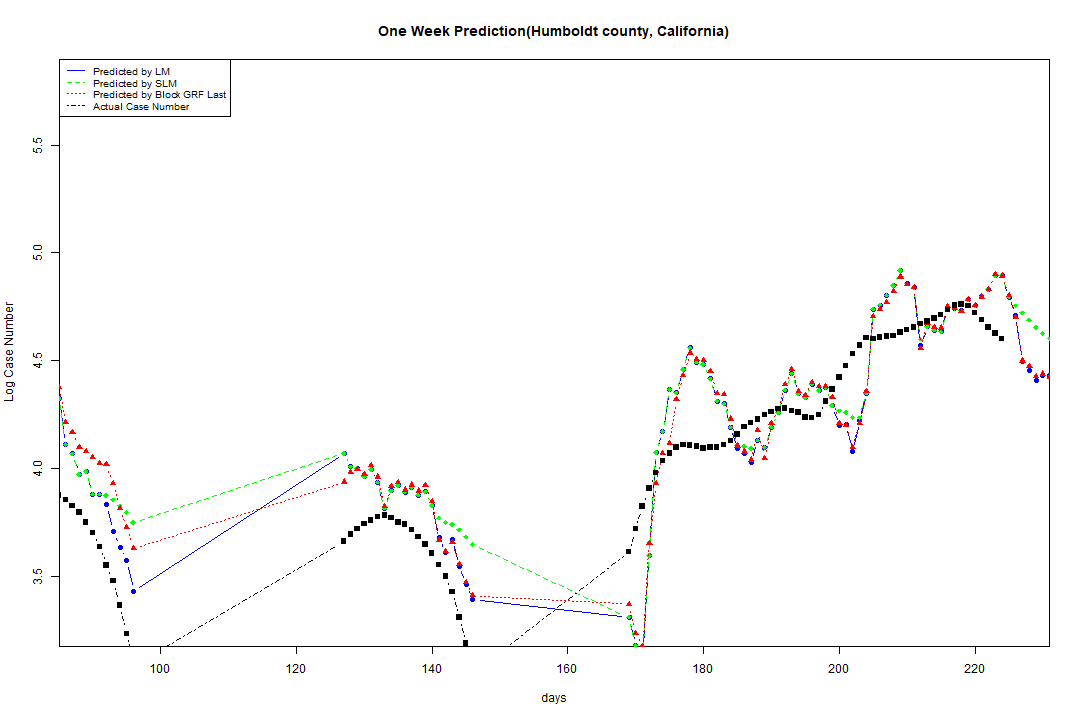 One Week Prediction(Humboldt county, California)
Predicted by LM
Predicted by SLM
Predicted by Block GRF Last
Actual Case Number
5.5
5.0
4.5
4.0
3.5
Log Case Number
100 120 140 160 180 200 220
days